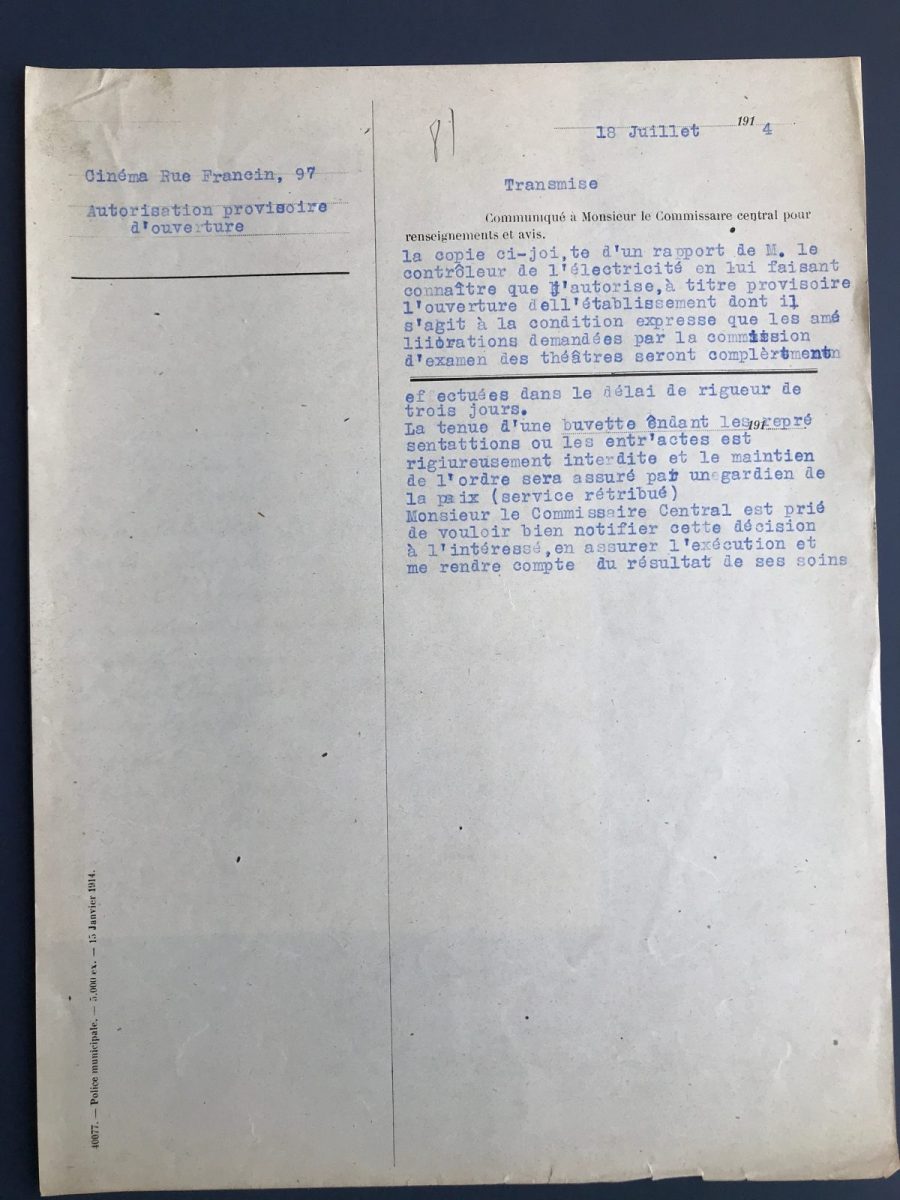 81
18 Juillet 1914
Cinéma Rue Francin, 97
Autorisation provisoire
d'ouverture
Transmise
Communiqué à Monsieur le Commissaire central pour
renseignements et avis.
la copie ci-joi,te d'un rapport de M. le
contrôleur de l'électricité en lui faisant
connaître que j'autorise,à titre provisoire
l'ouverture dell'établissement dont il
s'agit à la condition expresse que les amé
liiorations demandées par la commission
d'examen des théâtres seront complèrtmentn
effectuées dans le délai de rigueur de
trois jours.
La tenue d'une buvette êndant les repré
191
sentattions ou les entr'actes est
rigiureusement interdite et le maintien
de l'ordre sera assuré par un gardien de
la paix (service rétribué)
Monsieur le Commissaire Central est prié
de vouloir bien notifier cette décision
à l'intéressé,en assurer l'exécution et
me rendre compte du résultat de ses soins
40077. — Police municipale. — 5.000 ex. — 15 Janvier 1914.